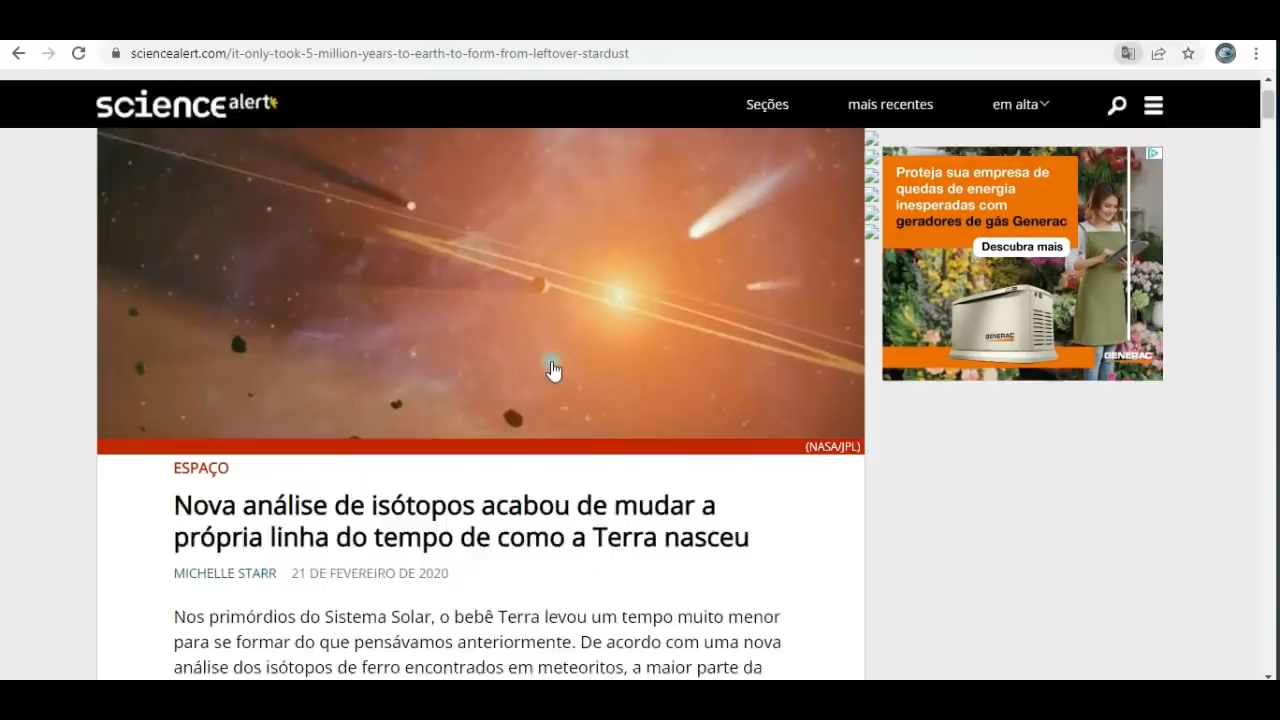 sciencealert.com/it-only-took-5-million-years-to-earth-to-form-from-leftover-stardust
science alert
Seções
mais recentes
em alta
Proteja sua empresa de
quedas de energia
inesperadas com
geradores de gás Generac
Descubra mais
GENERAC
GENERAC
(NASA/JPL)
ESPAÇO
Nova análise de isótopos acabou de mudar a
própria linha do tempo de como a Terra nasceu
MICHELLE STARR 21 DE FEVEREIRO DE 2020
Nos primórdios do Sistema Solar, o bebê Terra levou um tempo muito menor
para se formar do que pensávamos anteriormente. De acordo com uma nova
análise dos isótopos de ferro encontrados em meteoritos, a maior parte da